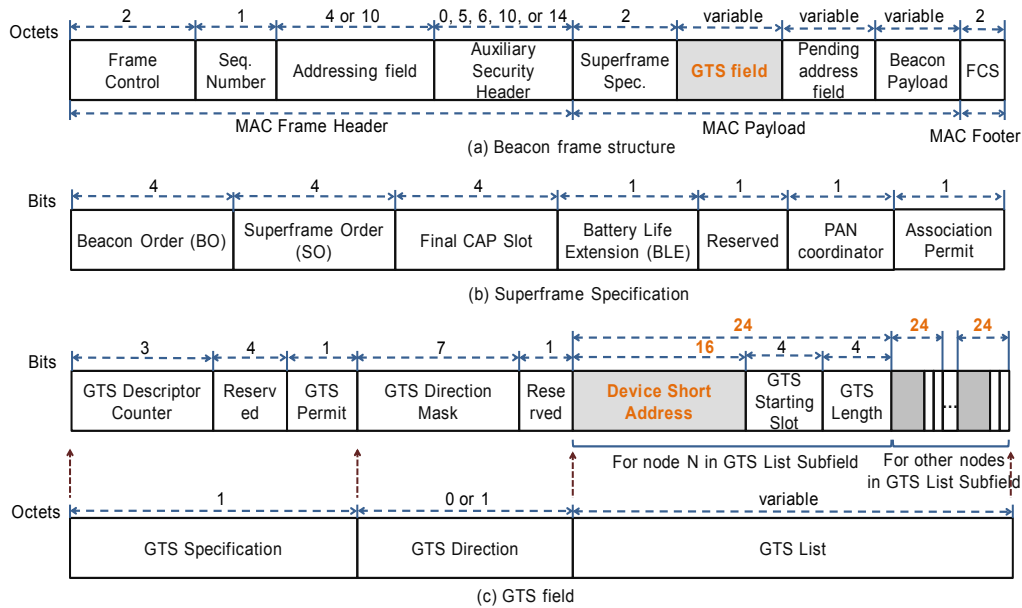 Octets
2 1 4 or 10 0, 5, 6, 10, or 14 2 variable variable variable 2
Frame Control
Seq. Number
Addressing field
Auxiliary Security Header
Superframe Spec.
GTS field
Pending address field
Beacon Payload
FCS
MAC Frame Header
MAC Payload
MAC Footer
(a) Beacon frame structure
Bits
4 4 4 1 1 1 1
Beacon Order (BO)
Superframe Order (SO)
Final CAP Slot
Battery Life Extension (BLE)
Reserved
PAN coordinator
Association Permit
(b) Superframe Specification
24 24 24
Bits
3 4 1 7 1 16 4 4
GTS Descriptor Counter
Reserv ed
GTS Permit
GTS Direction Mask
Rese rved
Device Short Address
GTS Starting Slot
GTS Length
...
For node N in GTS List Subfield
For other nodes in GTS List Subfield
Octets
1 0 or 1 variable
GTS Specification
GTS Direction
GTS List
(c) GTS field